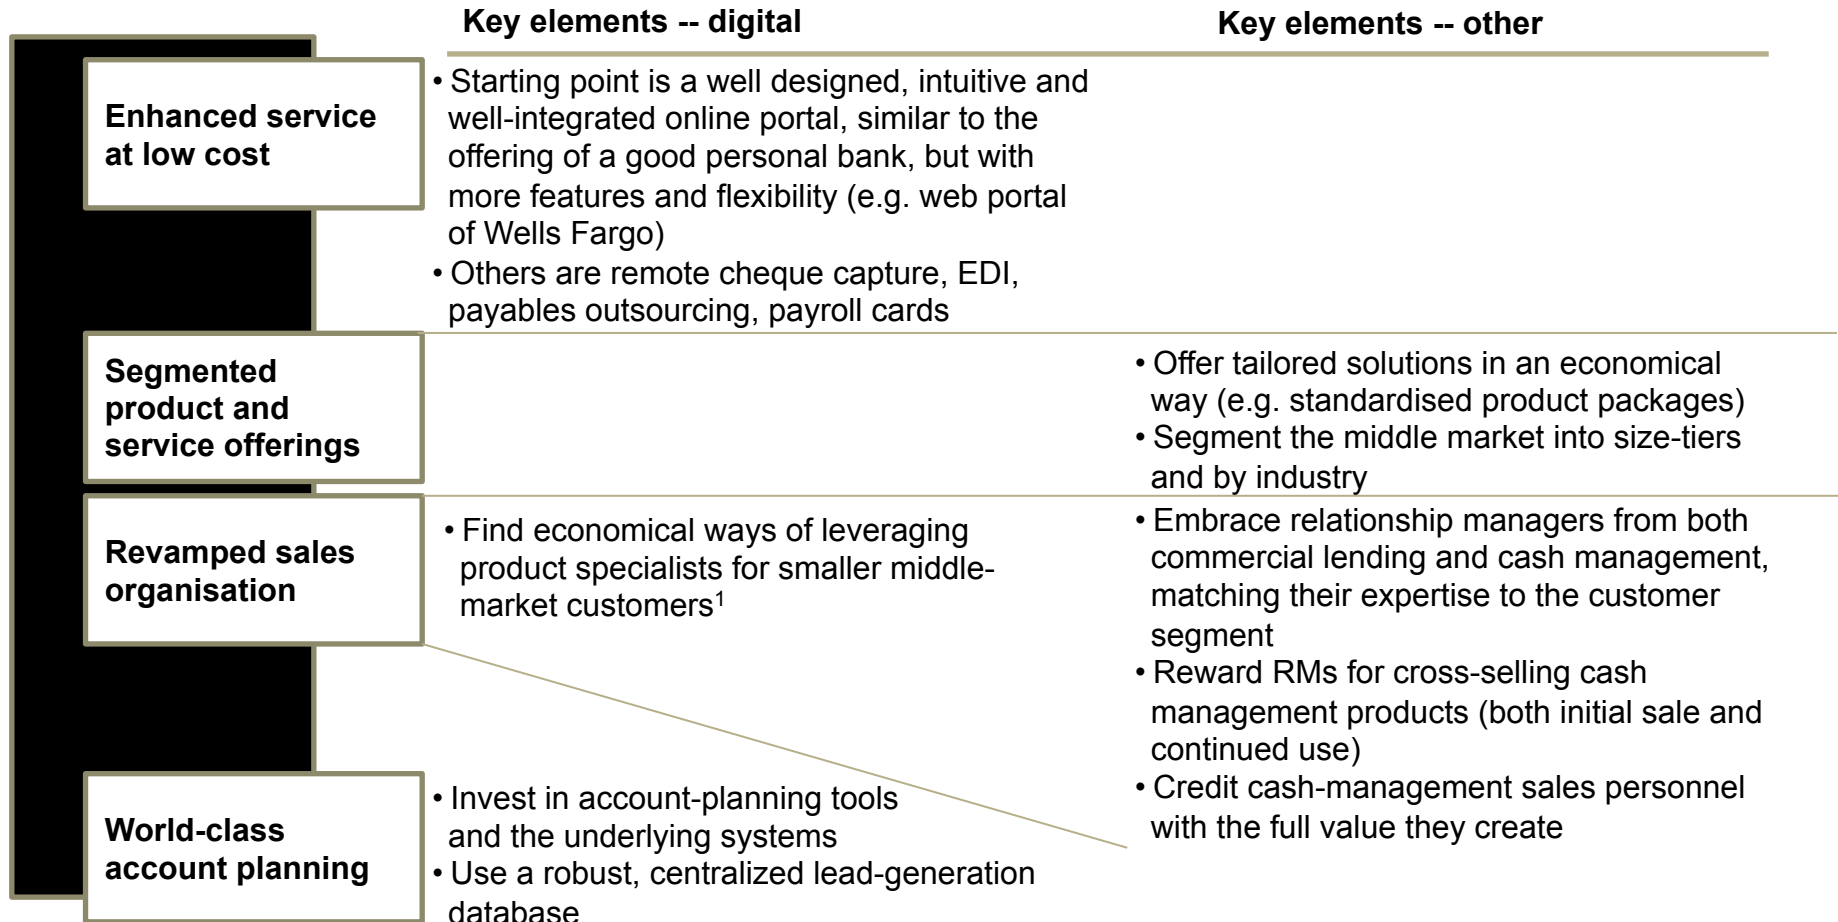 Key elements -- digital
Key elements -- other
Enhanced service
at low cost
• Starting point is a well designed, intuitive and
well-integrated online portal, similar to the
offering of a good personal bank, but with
more features and flexibility (e.g. web portal
of Wells Fargo)
• Others are remote cheque capture, EDI,
payables outsourcing, payroll cards
Segmented
product and
service offerings
• Offer tailored solutions in an economical
way (e.g. standardised product packages)
• Segment the middle market into size-tiers
and by industry
Revamped sales
organisation
• Find economical ways of leveraging
product specialists for smaller middle-
market customers¹
• Embrace relationship managers from both
commercial lending and cash management,
matching their expertise to the customer
segment
• Reward RMs for cross-selling cash
management products (both initial sale and
continued use)
• Credit cash-management sales personnel
with the full value they create
World-class
account planning
• Invest in account-planning tools
and the underlying systems
• Use a robust, centralized lead-generation
database